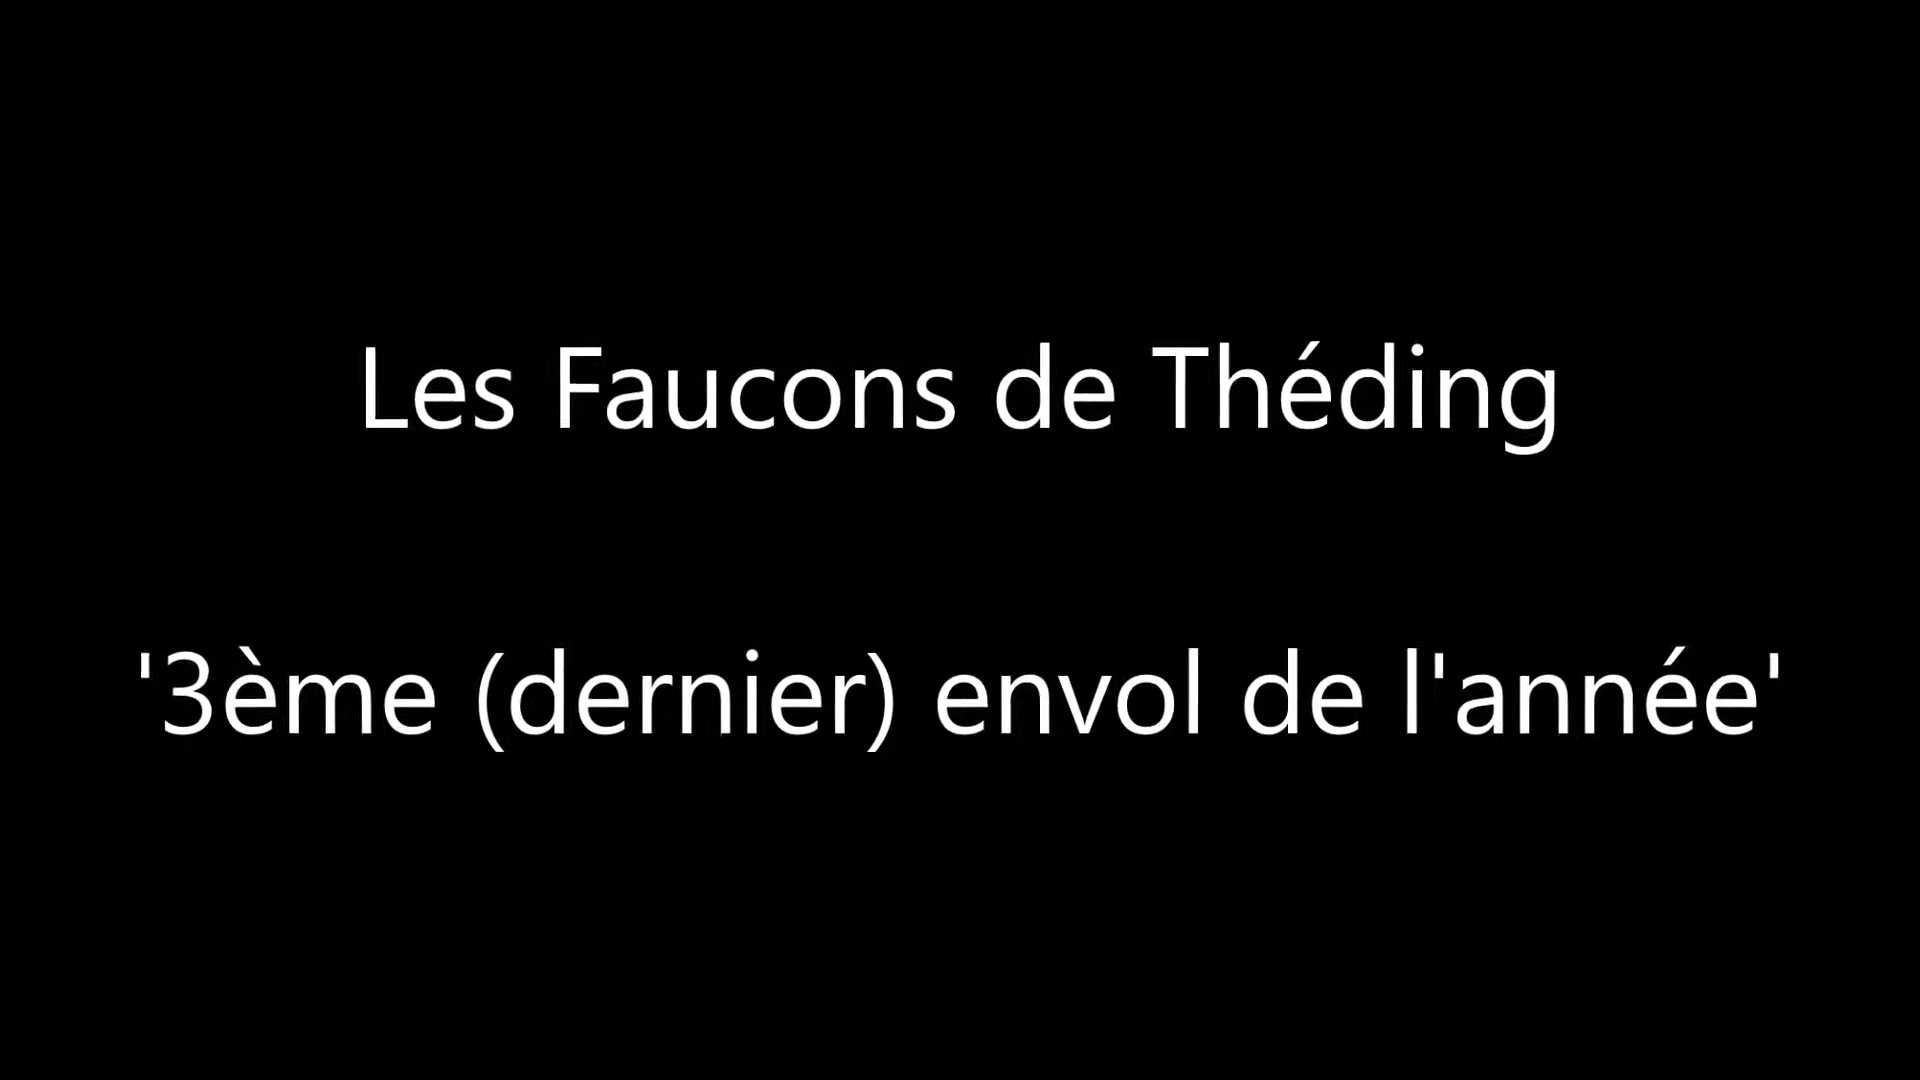 Les Faucons de Théding
'3ème (dernier) envol de l'année'